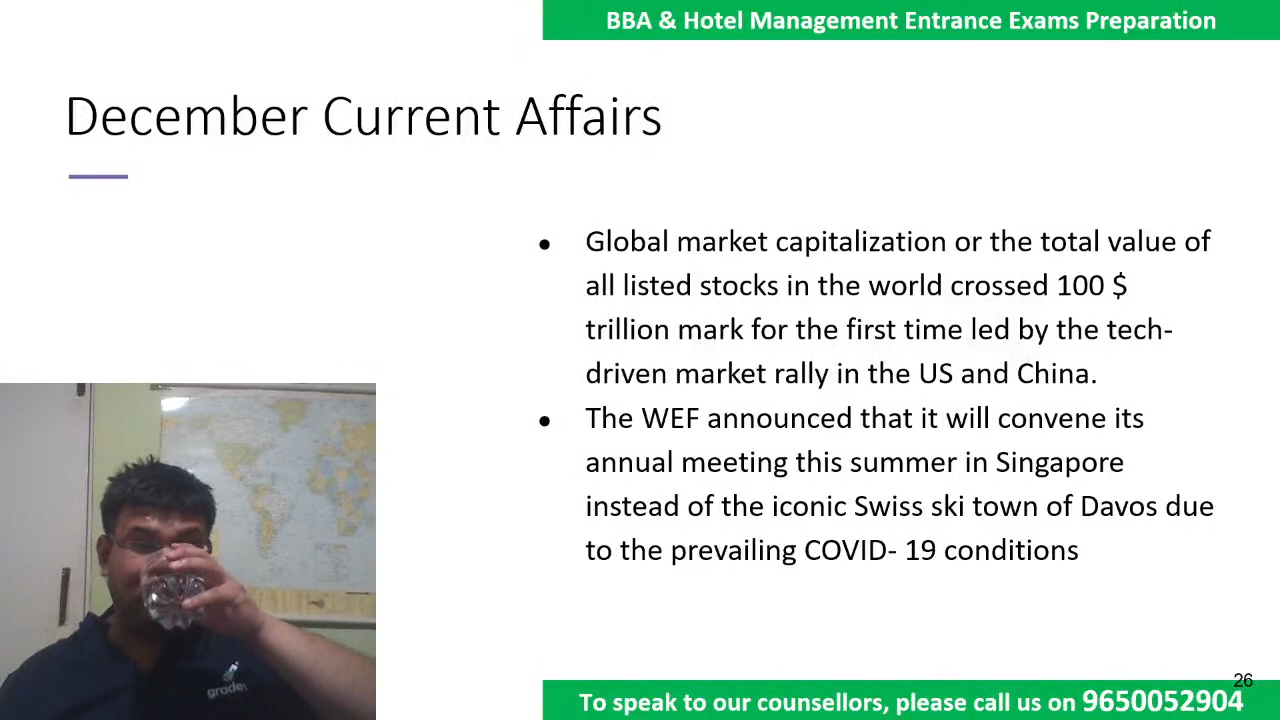 BBA & Hotel Management Entrance Exams Preparation
December Current Affairs
● Global market capitalization or the total value of
all listed stocks in the world crossed 100 $
trillion mark for the first time led by the tech-
driven market rally in the US and China.
● The WEF announced that it will convene its
annual meeting this summer in Singapore
instead of the iconic Swiss ski town of Davos due
to the prevailing COVID- 19 conditions
26
To speak to our counsellors, please call us on 9650052904